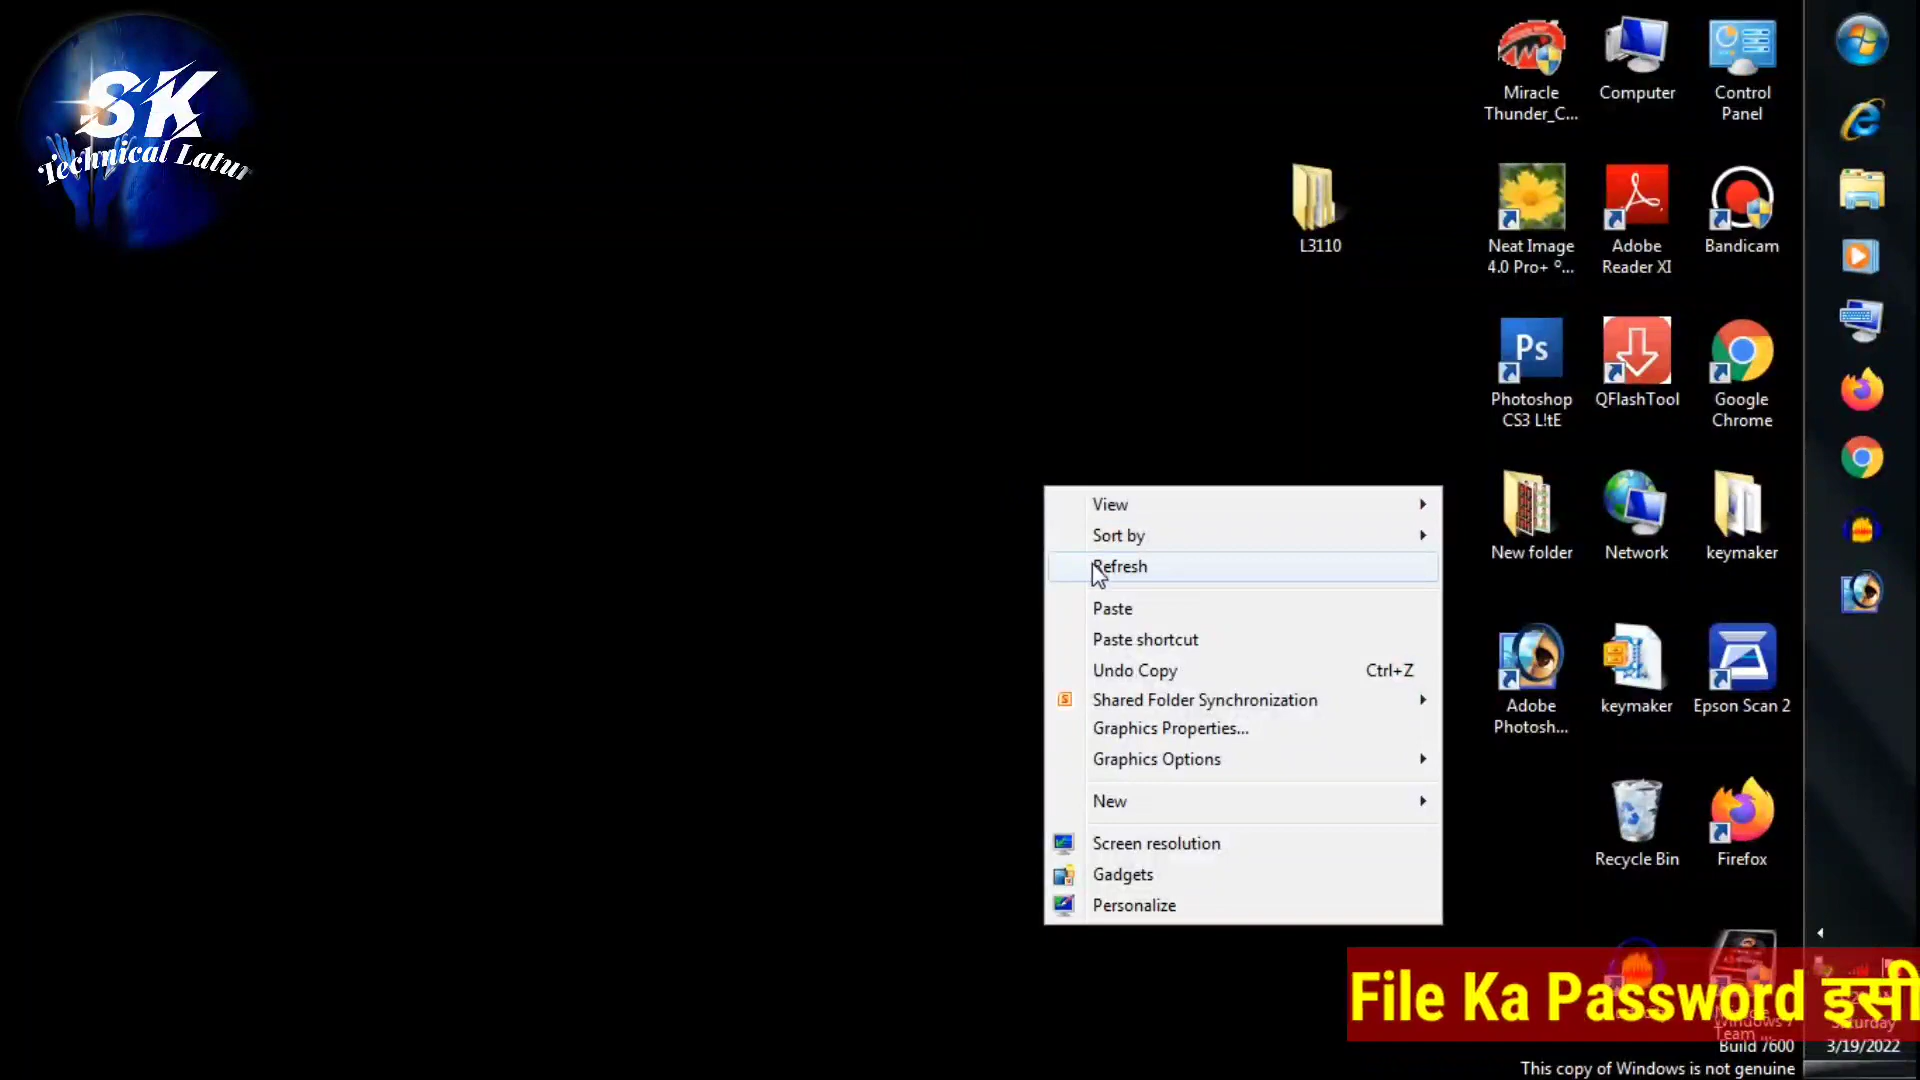 SK
Technical Latur
Miracle
Thunder_C...
Computer
Control
Panel
L3110
Neat Image
4.0 Pro+ º...
Adobe
Reader XI
Bandicam
Ps
Photoshop
CS3 L!tE
QFlashTool
Google
Chrome
New folder
Network
keymaker
Adobe
Photosh...
keymaker
Epson Scan 2
Recycle Bin
Firefox
View
Sort by
Refresh
Paste
Paste shortcut
Undo Copy Ctrl+Z
Shared Folder Synchronization
Graphics Properties...
Graphics Options
New
Screen resolution
Gadgets
Personalize
File Ka Password इसी
Windows 7
Team ...
Saturday
Build 7600
3/19/2022
This copy of Windows is not genuine